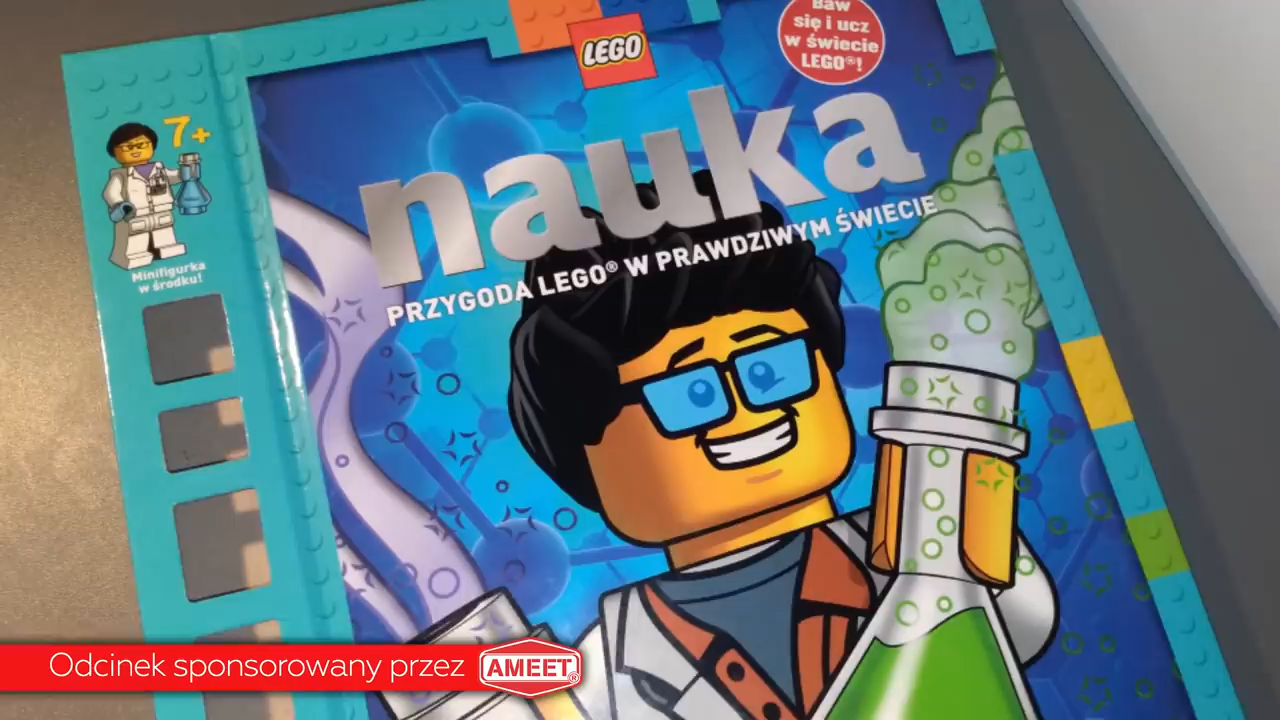 Baw
się i ucz
w świecie
LEGO®!
LEGO
nauka
PRZYGODA LEGO® W PRAWDZIWYM ŚWIECIE
7+
Minifigurka
w środku!
Odcinek sponsorowany przez AMEET®